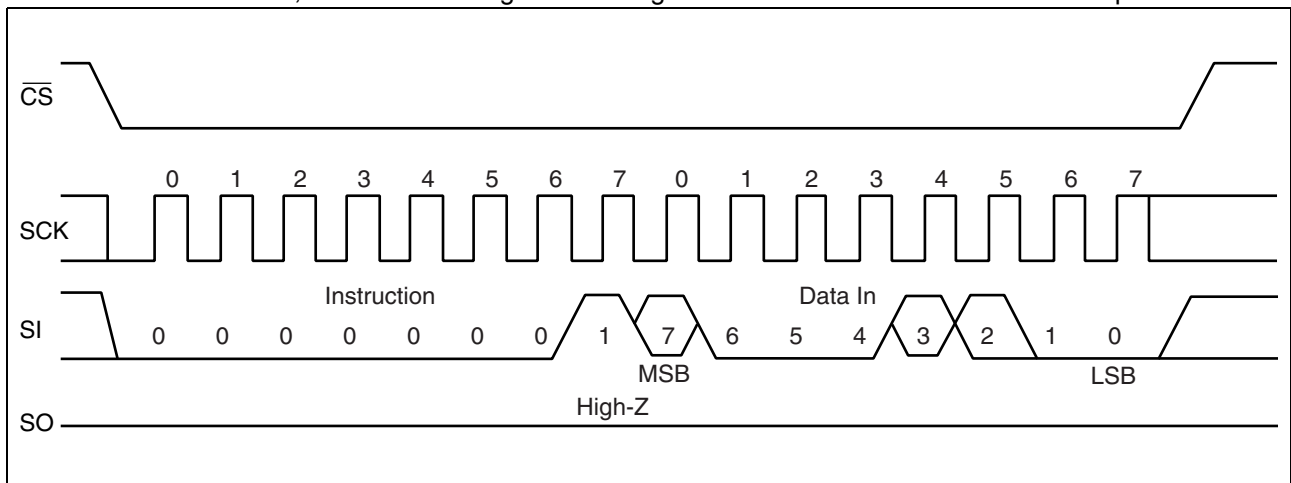 CS
0 1 2 3 4 5 6 7 0 1 2 3 4 5 6 7
SCK
Instruction Data In
SI 0 0 0 0 0 0 0 1 7 6 5 4 3 2 1 0
MSB LSB
High-Z
SO